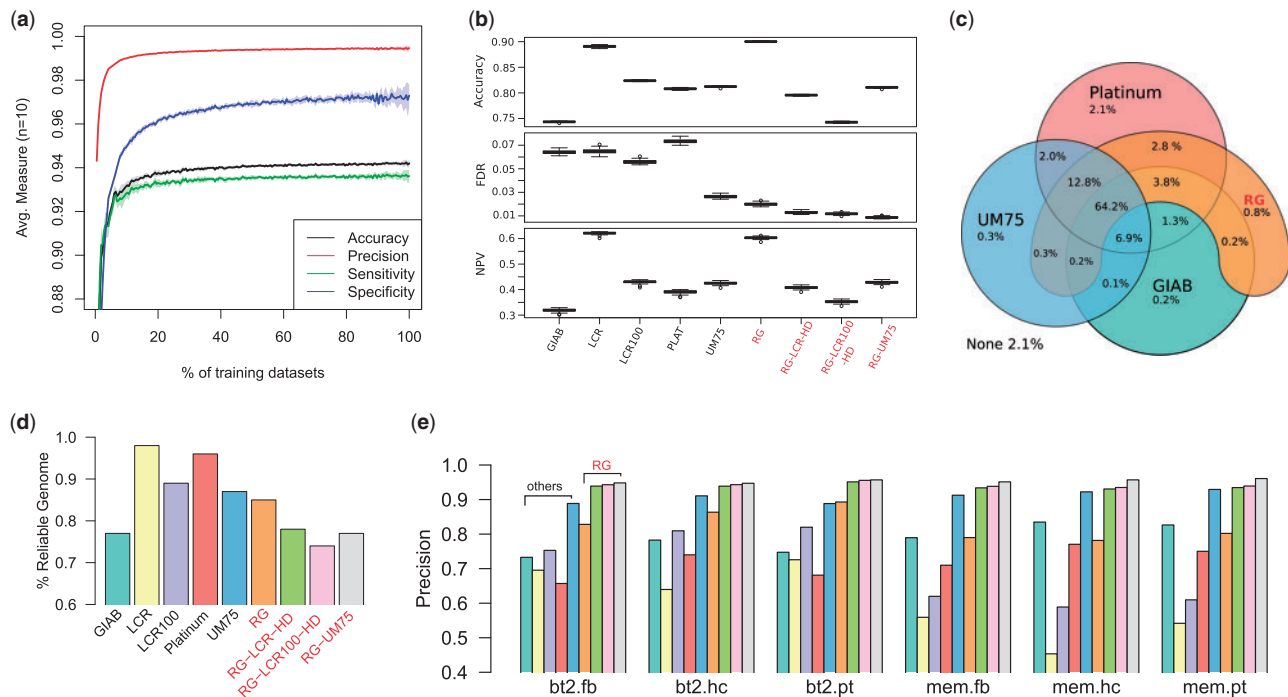 (a)
1.00
0.98
0.96
0.94
0.92
0.90
0.88
Avg. Measure (n=10)
Accuracy
Precision
Sensitivity
Specificity
0 20 40 60 80 100
% of training datasets
(b)
0.90
0.80
0.75
Accuracy
0.07
0.05
0.03
0.01
FDR
0.6
0.5
0.4
0.3
NPV
GIAB
LCR
LCR100
PLAT
UM75
RG
RG-LCR-HD
RG-LCR100
-HD
RG-UM75
(c)
Platinum
2.1%
2.0%
2.8 %
12.8%
3.8%
64.2%
RG
0.8%
UM75
0.3%
1.3%
6.9%
0.2%
0.3%
0.2%
0.1%
GIAB
0.2%
None 2.1%
(d)
1.0
0.9
0.8
0.7
0.6
% Reliable Genome
GIAB
LCR
LCR100
Platinum
UM75
RG
RG−LCR−HD
RG−LCR100−HD
RG−UM75
(e)
1.0
0.9
0.8
0.7
0.6
0.5
0.4
Precision
others
RG
bt2.fb bt2.hc bt2.pt mem.fb mem.hc mem.pt